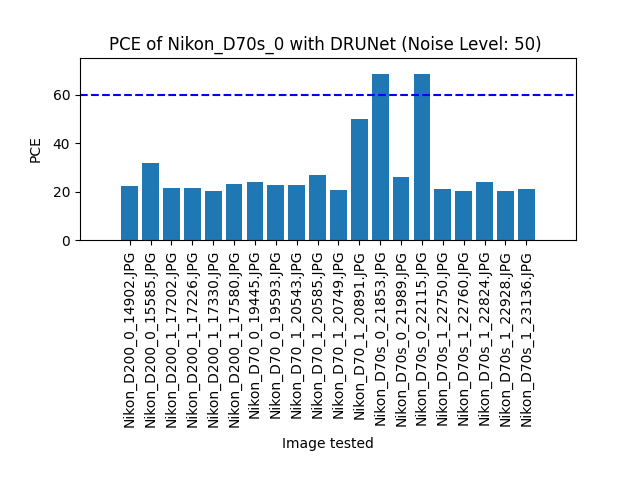 PCE of Nikon_D70s_0 with DRUNet (Noise Level: 50)
60
40
20
0
PCE
Nikon_D200_0_14902.JPG
Nikon_D200_0_15585.JPG
Nikon_D200_1_17202.JPG
Nikon_D200_1_17226.JPG
Nikon_D200_1_17330.JPG
Nikon_D200_1_17580.JPG
Nikon_D70_0_19445.JPG
Nikon_D70_0_19593.JPG
Nikon_D70_1_20543.JPG
Nikon_D70_1_20585.JPG
Nikon_D70_1_20749.JPG
Nikon_D70_1_20891.JPG
Nikon_D70s_0_21853.JPG
Nikon_D70s_0_21989.JPG
Nikon_D70s_0_22115.JPG
Nikon_D70s_1_22750.JPG
Nikon_D70s_1_22760.JPG
Nikon_D70s_1_22824.JPG
Nikon_D70s_1_22928.JPG
Nikon_D70s_1_23136.JPG
Image tested